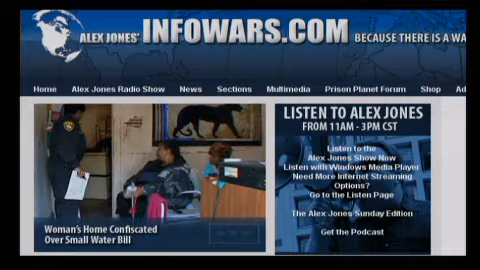 ALEX JONES' INFOWARS.COM BECAUSE THERE IS A WA
Home Alex Jones Radio Show News Sections Multimedia Prison Planet Forum Shop Ad
LISTEN TO ALEX JONES
FROM 11AM - 3PM CST
Listen to the
Alex Jones Show Now
Listen with Windows Media Player
Need More Internet Streaming
Options?
Go to the Listen Page
The Alex Jones Sunday Edition
Get the Podcast
Woman's Home Confiscated
Over Small Water Bill